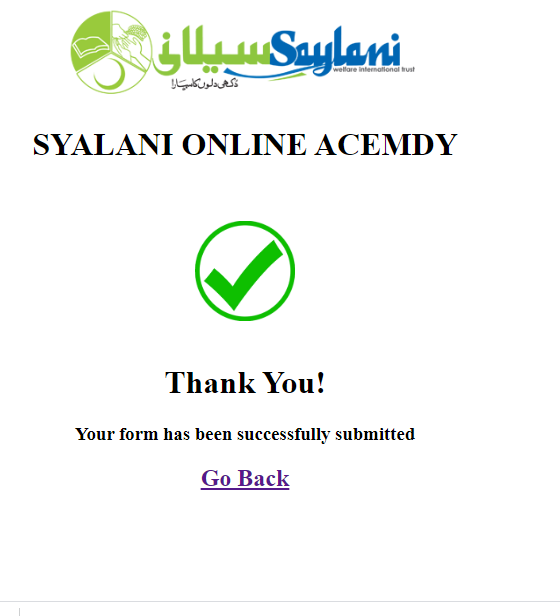 سیلانی Saylani
welfare international trust
دکھی دلوں کا سہارا
SYALANI ONLINE ACEMDY
Thank You!
Your form has been successfully submitted
Go Back